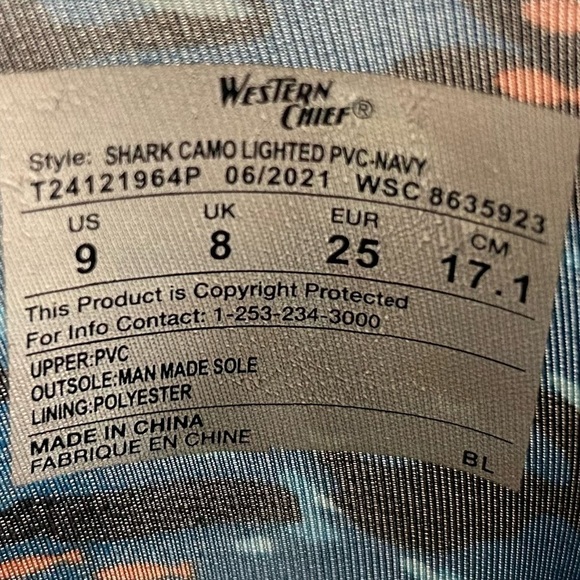 WESTERN
CHIEF®
Style: SHARK CAMO LIGHTED PVC-NAVY
T24121964P 06/2021 WSC 8635923
US UK EUR CM
9 8 25 17.1
This Product is Copyright Protected
For Info Contact: 1-253-234-3000
UPPER:PVC
OUTSOLE:MAN MADE SOLE
LINING:POLYESTER
MADE IN CHINA
FABRIQUE EN CHINE
BL